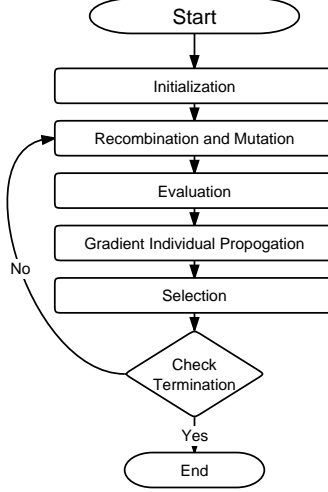 Start
Initialization
Recombination and Mutation
Evaluation
Gradient Individual Propogation
No
Selection
Check
Termination
Yes
End